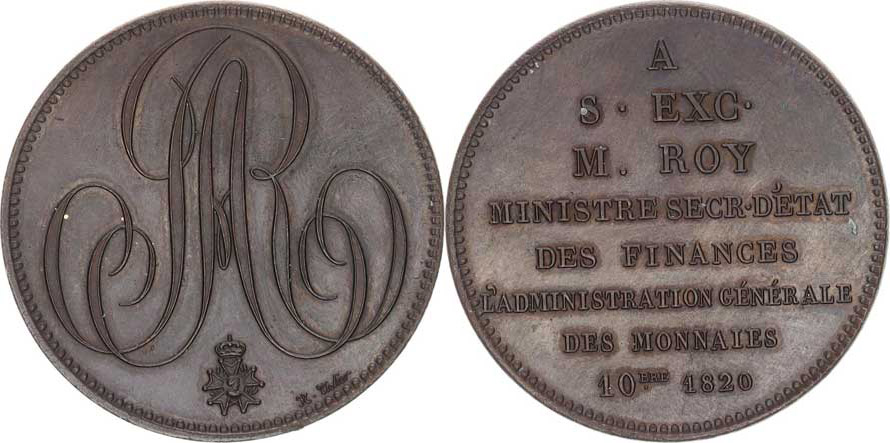 A
S · EXC·
M. ROY
MINISTRE SECR·D'ÉTAT
DES FINANCES
L'ADMINISTRATION GÉNÉRALE
DES MONNAIES
10BRE 1820